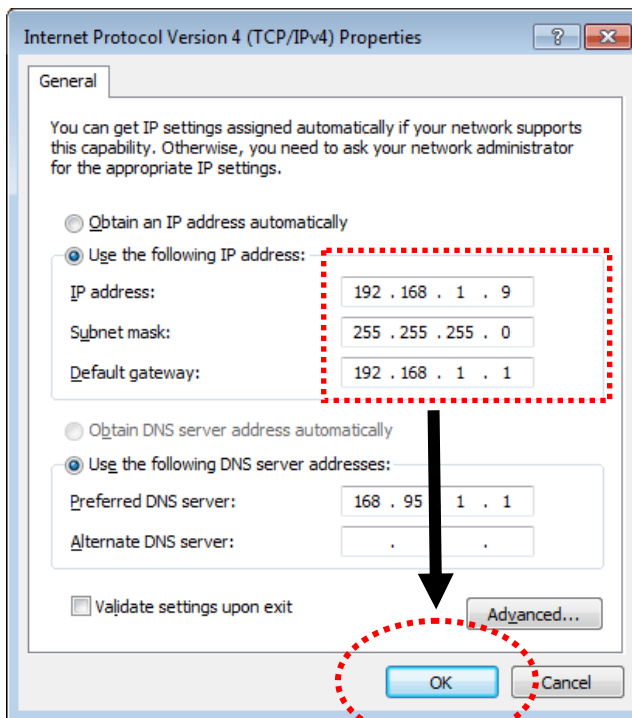 Internet Protocol Version 4 (TCP/IPv4) Properties
General
You can get IP settings assigned automatically if your network supports
this capability. Otherwise, you need to ask your network administrator
for the appropriate IP settings.
Obtain an IP address automatically
Use the following IP address:
IP address: 192 . 168 . 1 . 9
Subnet mask: 255 . 255 . 255 . 0
Default gateway: 192 . 168 . 1 . 1
Obtain DNS server address automatically
Use the following DNS server addresses:
Preferred DNS server: 168 . 95 1 . 1
Alternate DNS server: . .
Validate settings upon exit
Advanced...
OK Cancel